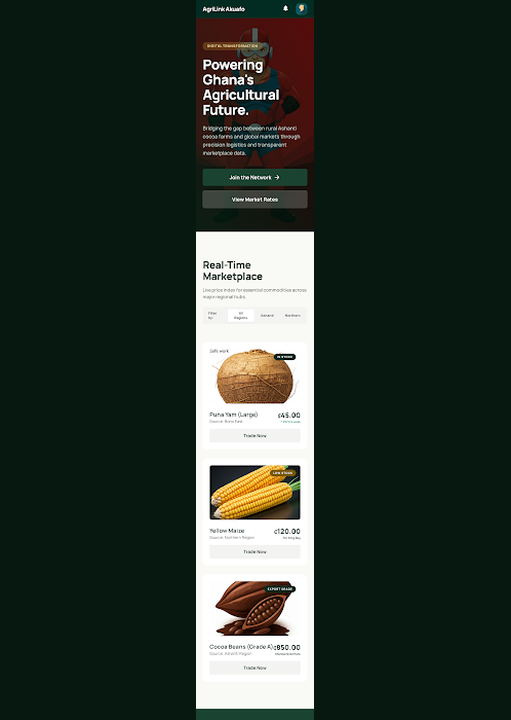 AgriLink Akuafo
DIGITAL TRANSFORMATION
Powering
Ghana's
Agricultural
Future.
Bridging the gap between rural Ashanti
cocoa farms and global markets through
precision logistics and transparent
marketplace data.
Join the Network →
View Market Rates
Real-Time
Marketplace
Live price index for essential commodities across
major regional hubs.
Filter
by:
All
Regions
Ashanti
Northern
Safe work
IN STOCK
Puna Yam (Large)
¢45.00
Source: Bono East
Trade Now
LOW STOCK
Yellow Maize
¢120.00
Source: Northern Region
Trade Now
EXPORT GRADE
Cocoa Beans (Grade A)
¢850.00
Source: Ashanti Region
Trade Now